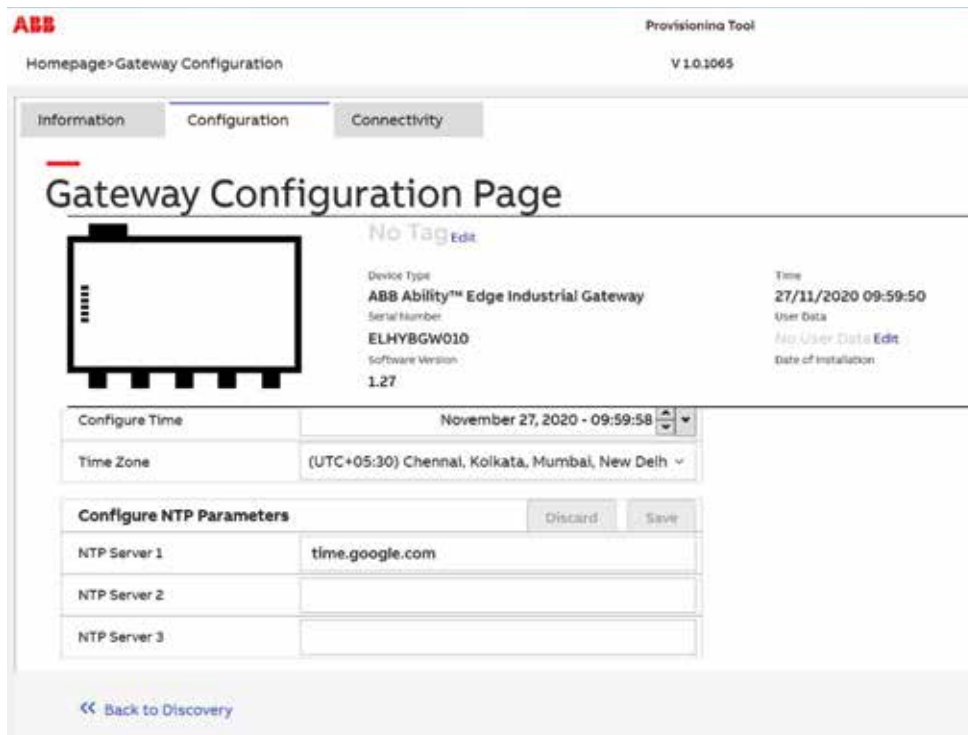 ABB
Provisioning Tool
Homepage>Gateway Configuration
V 1.0.1065
Information
Configuration
Connectivity
Gateway Configuration Page
No Tag Edit
Device Type
ABB Ability™ Edge Industrial Gateway
Serial Number
ELHYBGW010
Software Version
1.27
Time
27/11/2020 09:59:50
User Data
No User Data Edit
Date of Installation
Configure Time
November 27, 2020 - 09:59:58
Time Zone
(UTC+05:30) Chennai, Kolkata, Mumbai, New Delh
Configure NTP Parameters
Discard
Save
NTP Server 1
time.google.com
NTP Server 2
NTP Server 3
<< Back to Discovery